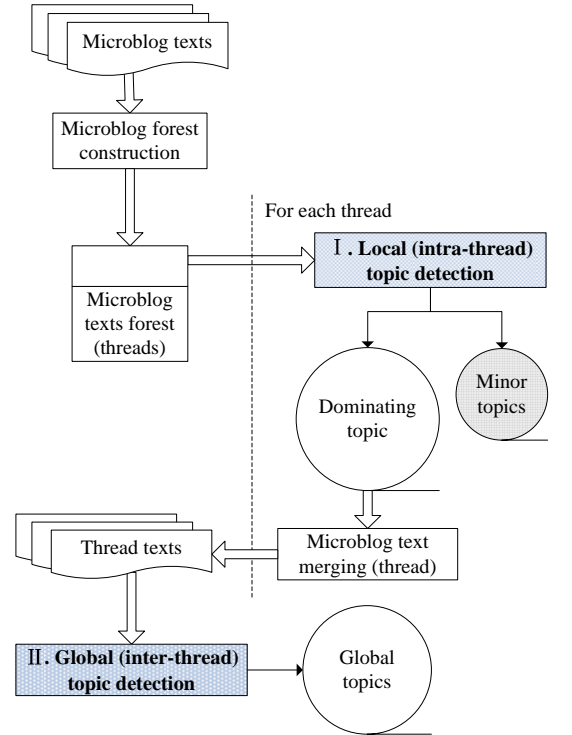 Microblog texts
Microblog forest
construction
For each thread
Ⅰ. Local (intra-thread)
topic detection
Microblog
texts forest
(threads)
Dominating
topic
Minor
topics
Microblog text
merging (thread)
Thread texts
Ⅱ. Global (inter-thread)
topic detection
Global
topics